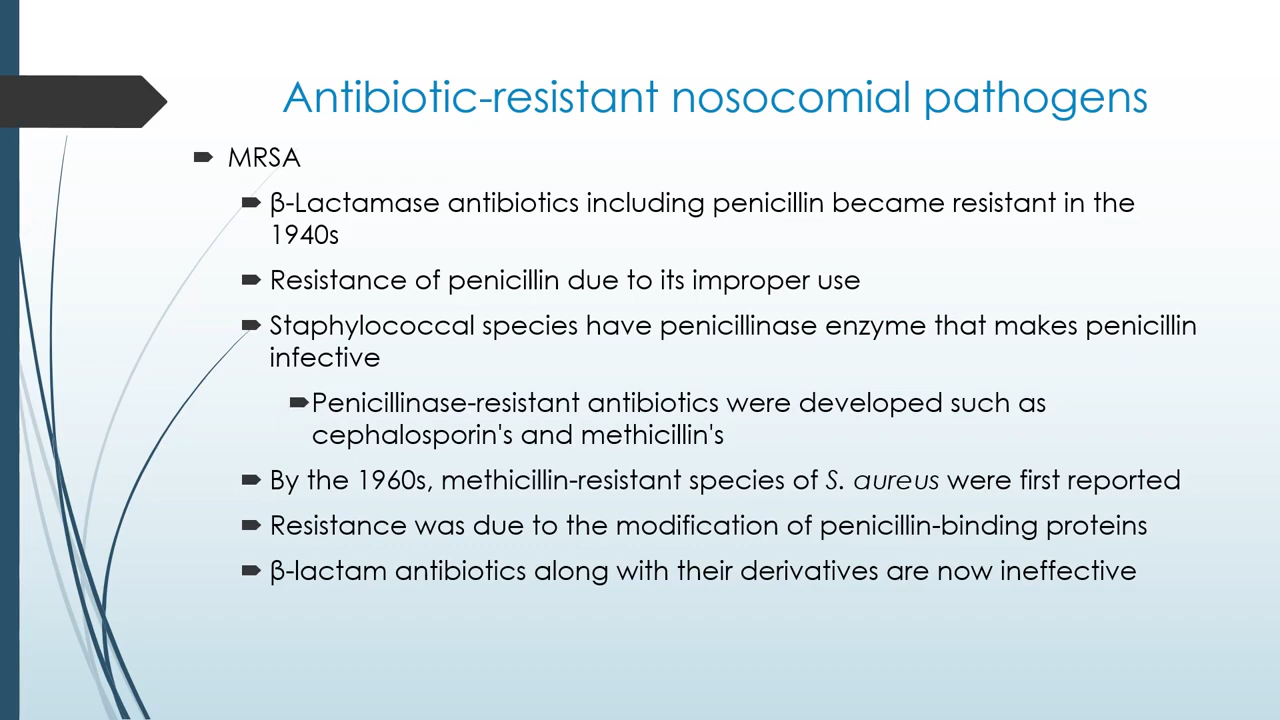 Antibiotic-resistant nosocomial pathogens
MRSA
β-Lactamase antibiotics including penicillin became resistant in the
1940s
Resistance of penicillin due to its improper use
Staphylococcal species have penicillinase enzyme that makes penicillin
infective
Penicillinase-resistant antibiotics were developed such as
cephalosporin's and methicillin's
By the 1960s, methicillin-resistant species of S. aureus were first reported
Resistance was due to the modification of penicillin-binding proteins
β-lactam antibiotics along with their derivatives are now ineffective